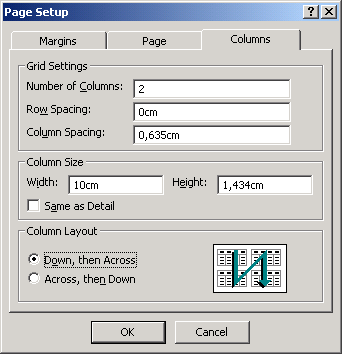 Page Setup
Margins Page Columns
Grid Settings
Number of Columns: 2
Row Spacing: 0cm
Column Spacing: 0,635cm
Column Size
Width: 10cm Height: 1,434cm
Same as Detail
Column Layout
Down, then Across
Across, then Down
OK Cancel